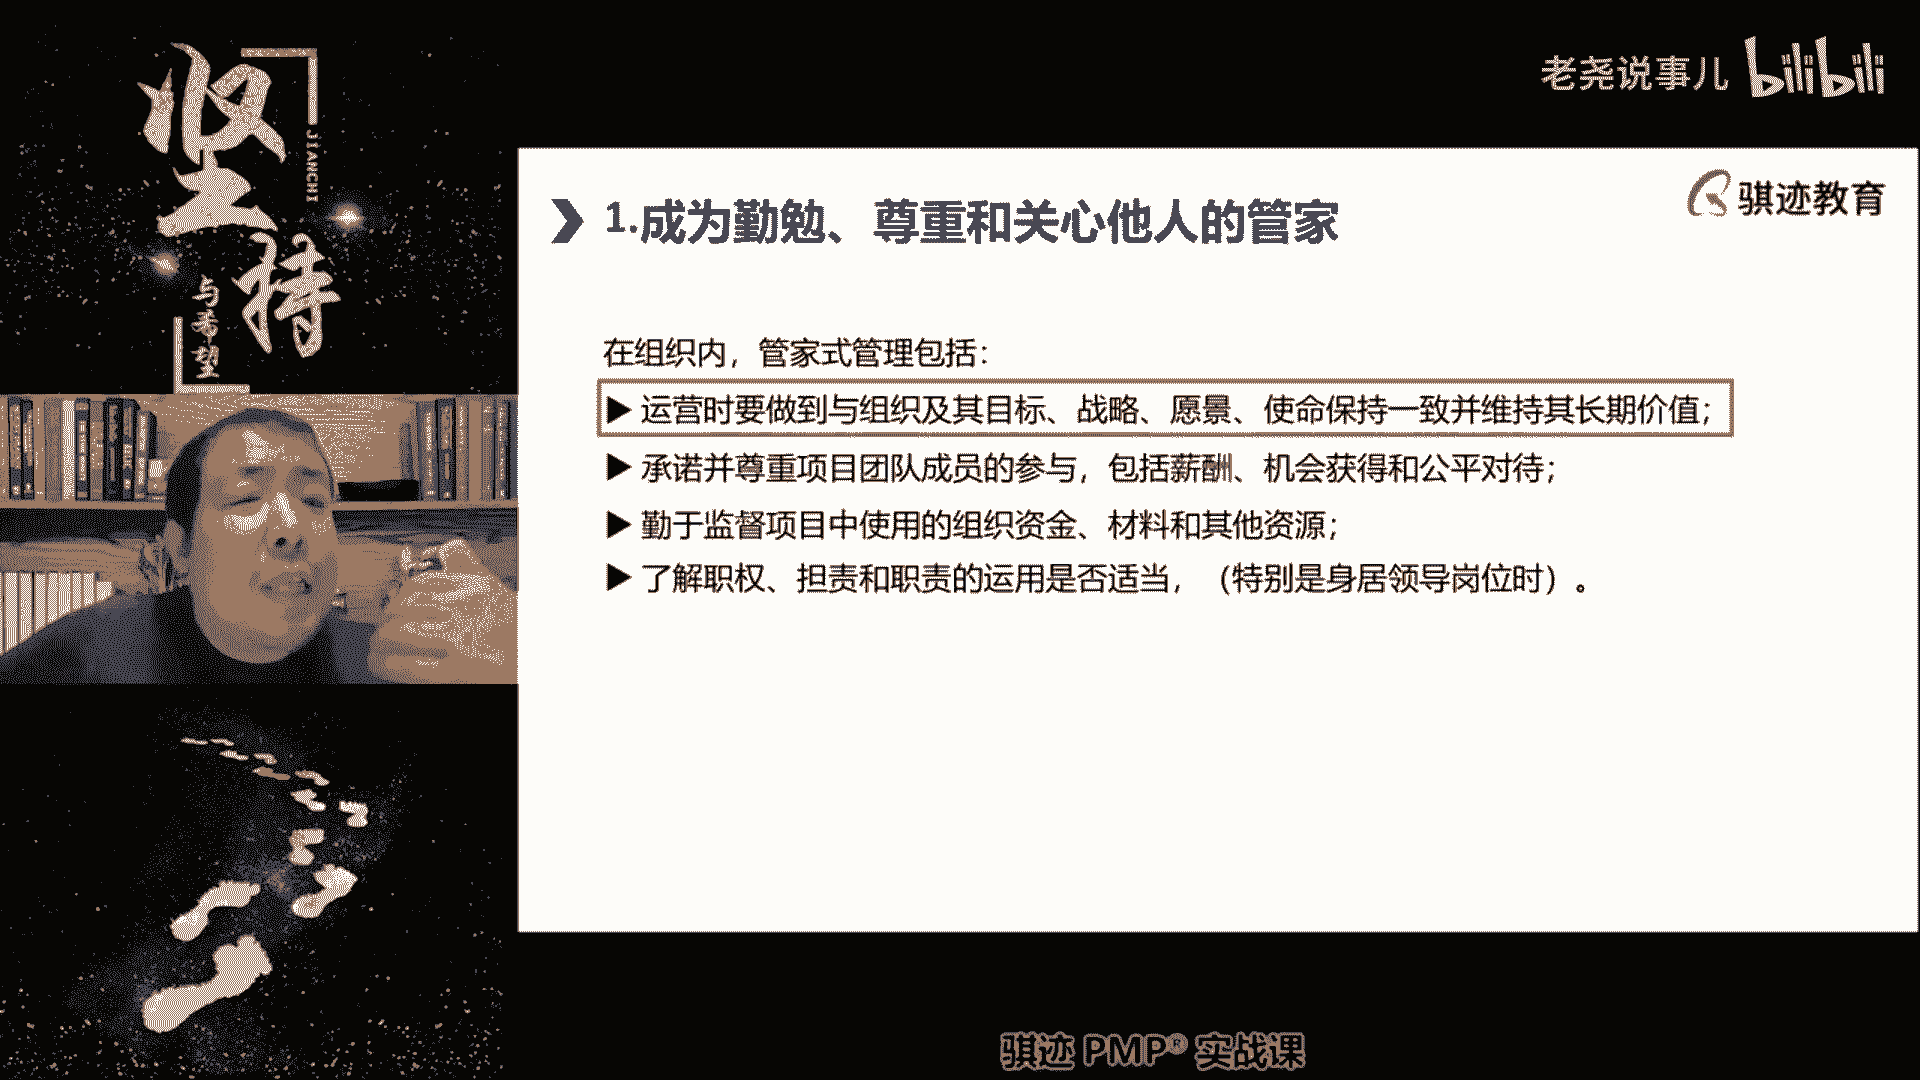 坚持
JIANCHI
与希望
老尧说事儿 bilibili
骐迹教育
1.成为勤勉、尊重和关心他人的管家
在组织内，管家式管理包括：
▶ 运营时要做到与组织及其目标、战略、愿景、使命保持一致并维持其长期价值；
▶ 承诺并尊重项目团队成员的参与，包括薪酬、机会获得和公平对待；
▶ 勤于监督项目中使用的组织资金、材料和其他资源；
▶ 了解职权、担责和职责的运用是否适当，（特别是身居领导岗位时）。
骐迹 PMP® 实战课